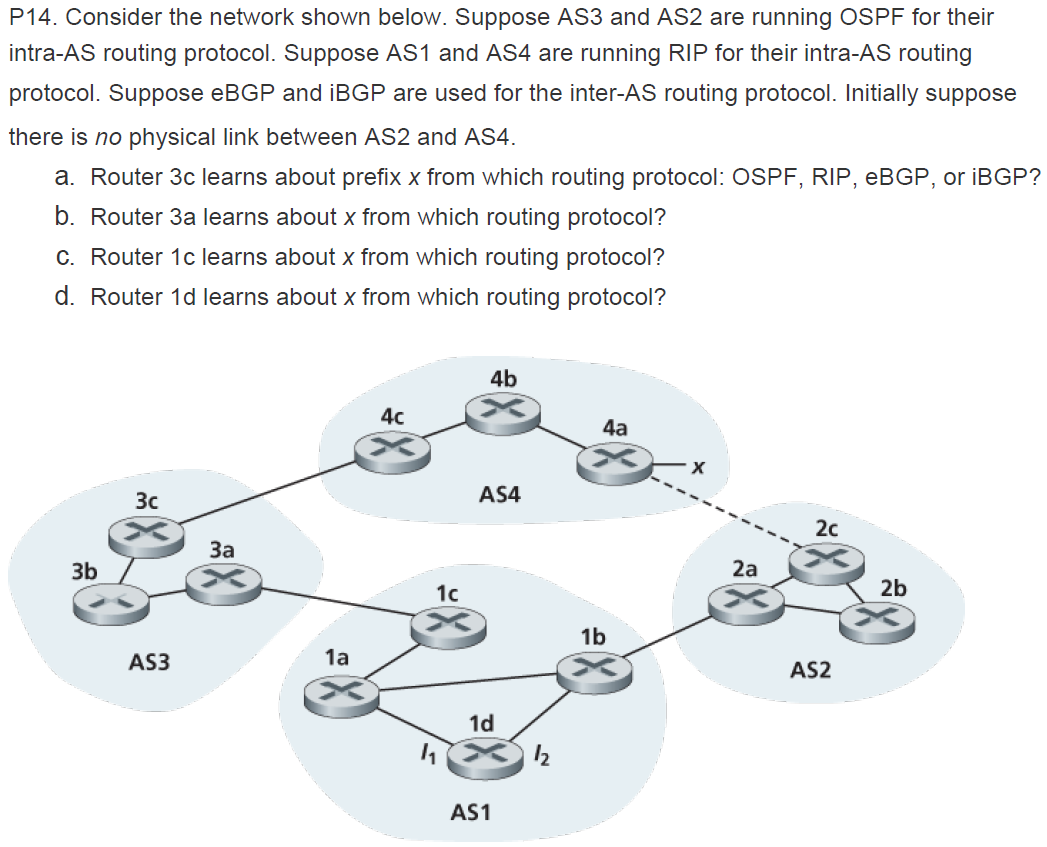 P14. Consider the network shown below. Suppose AS3 and AS2 are running OSPF for their
intra-AS routing protocol. Suppose AS1 and AS4 are running RIP for their intra-AS routing
protocol. Suppose eBGP and iBGP are used for the inter-AS routing protocol. Initially suppose
there is no physical link between AS2 and AS4.
a. Router 3c learns about prefix x from which routing protocol: OSPF, RIP, eBGP, or iBGP?
b. Router 3a learns about x from which routing protocol?
c. Router 1c learns about x from which routing protocol?
d. Router 1d learns about x from which routing protocol?
4b
4c
4a
x
AS4
3c
3a
3b
AS3
2c
2a
2b
AS2
1c
1b
1a
1d
I1
I2
AS1